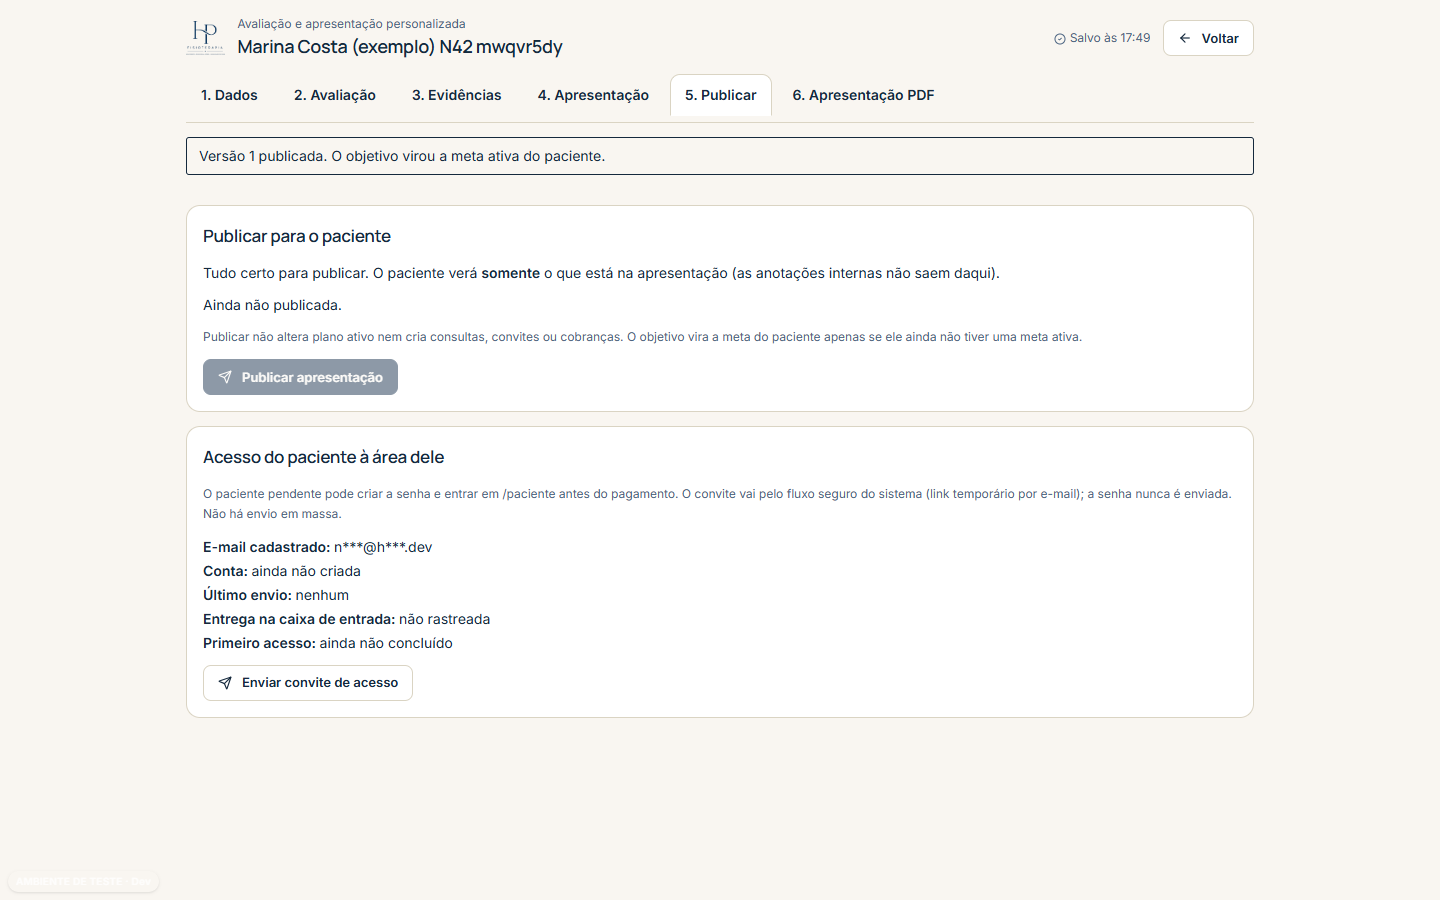 HP
FISIOTERAPIA
Avaliação e apresentação personalizada
Marina Costa (exemplo) N42 mwqvr5dy
Salvo às 17:49
Voltar
1. Dados
2. Avaliação
3. Evidências
4. Apresentação
5. Publicar
6. Apresentação PDF
Versão 1 publicada. O objetivo virou a meta ativa do paciente.
Publicar para o paciente
Tudo certo para publicar. O paciente verá somente o que está na apresentação (as anotações internas não saem daqui).
Ainda não publicada.
Publicar não altera plano ativo nem cria consultas, convites ou cobranças. O objetivo vira a meta do paciente apenas se ele ainda não tiver uma meta ativa.
Publicar apresentação
Acesso do paciente à área dele
O paciente pendente pode criar a senha e entrar em /paciente antes do pagamento. O convite vai pelo fluxo seguro do sistema (link temporário por e-mail); a senha nunca é enviada.
Não há envio em massa.
E-mail cadastrado: n***@h***.dev
Conta: ainda não criada
Último envio: nenhum
Entrega na caixa de entrada: não rastreada
Primeiro acesso: ainda não concluído
Enviar convite de acesso
AMBIENTE DE TESTE